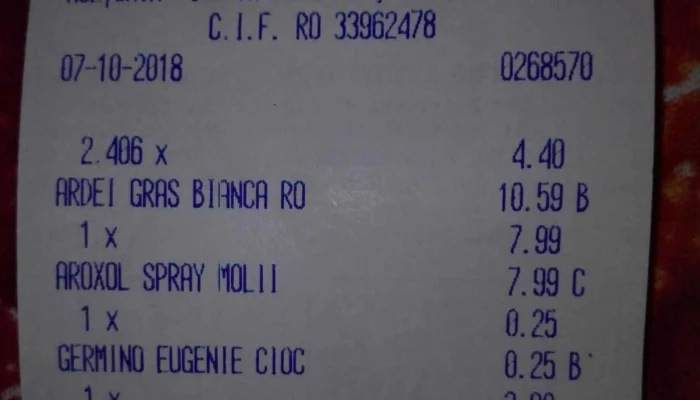 C.I.F. RO 33962478
07-10-2018 0268570
2.406 x 4.40
ARDEI GRAS BIANCA RO 10.59 B
1 x 7.99
AROXOL SPRAY MOLII 7.99 C
1 x 0.25
GERMINO EUGENIE CIOC 0.25 B
1 x